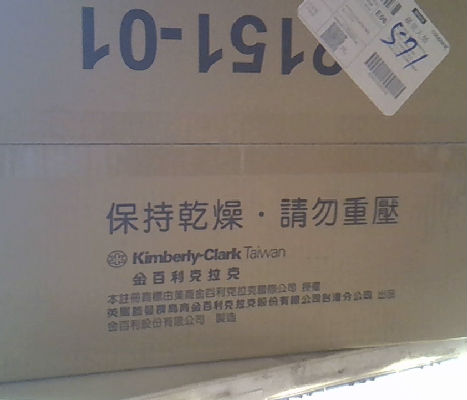 2151-01
E06
保持乾燥·請勿重壓
Kimberly-Clark Taiwan
金百利克拉克
本註冊商標由美商金百利克拉克環球公司 授權
英屬蓋曼群島商金百利克拉克股份有限公司台灣分公司 出品
金百利股份有限公司 製造